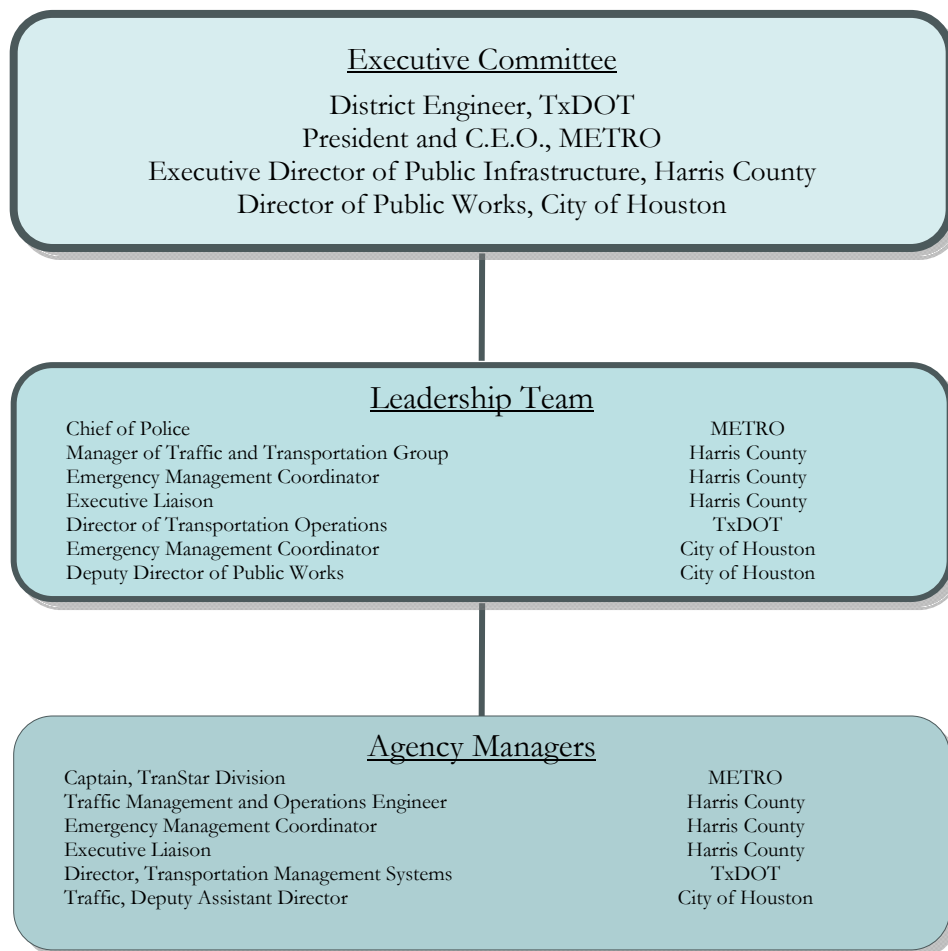 Executive Committee
District Engineer, TxDOT
President and C.E.O., METRO
Executive Director of Public Infrastructure, Harris County
Director of Public Works, City of Houston
Leadership Team
Chief of Police METRO
Manager of Traffic and Transportation Group Harris County
Emergency Management Coordinator Harris County
Executive Liaison Harris County
Director of Transportation Operations TxDOT
Emergency Management Coordinator City of Houston
Deputy Director of Public Works City of Houston
Agency Managers
Captain, TranStar Division METRO
Traffic Management and Operations Engineer Harris County
Emergency Management Coordinator Harris County
Executive Liaison Harris County
Director, Transportation Management Systems TxDOT
Traffic, Deputy Assistant Director City of Houston